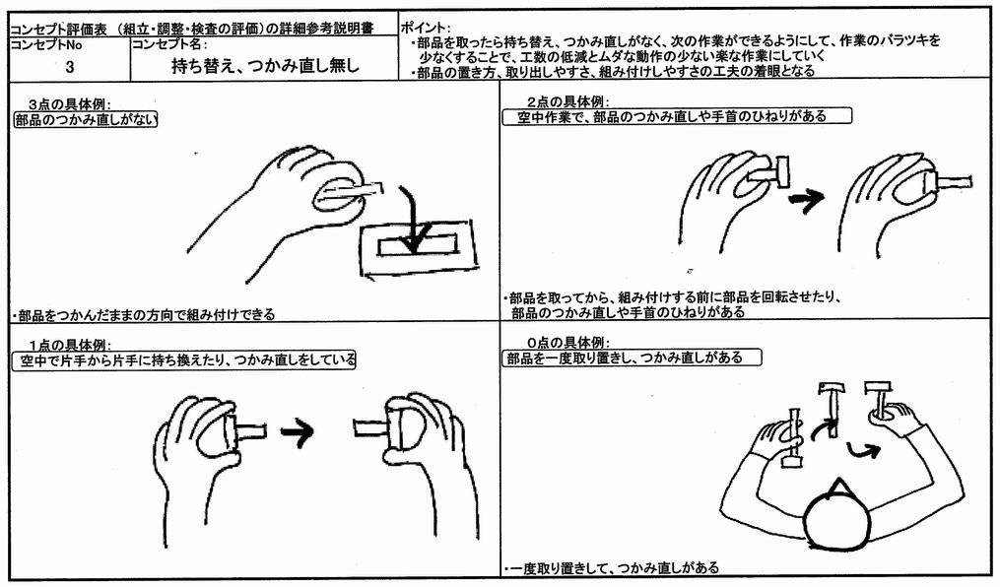 コンセプト評価表 （組立・調整・検査の評価）の詳細参考説明書
コンセプトNo
3
コンセプト名：
持ち替え、つかみ直し無し
ポイント：
・部品を取ったら持ち替え、つかみ直しがなく、次の作業ができるようにして、作業のバラツキを
少なくすることで、工数の低減とムダな動作の少ない楽な作業にしていく
・部品の置き方、取り出しやすさ、組み付けしやすさの工夫の着眼となる
3点の具体例：
部品のつかみ直しがない
・部品をつかんだままの方向で組み付けできる
2点の具体例：
空中作業で、部品のつかみ直しや手首のひねりがある
・部品を取ってから、組み付けする前に部品を回転させたり、
部品のつかみ直しや手首のひねりがある
1点の具体例：
空中で片手から片手に持ち換えたり、つかみ直しをしている
0点の具体例：
部品を一度取り置きし、つかみ直しがある
・一度取り置きして、つかみ直しがある